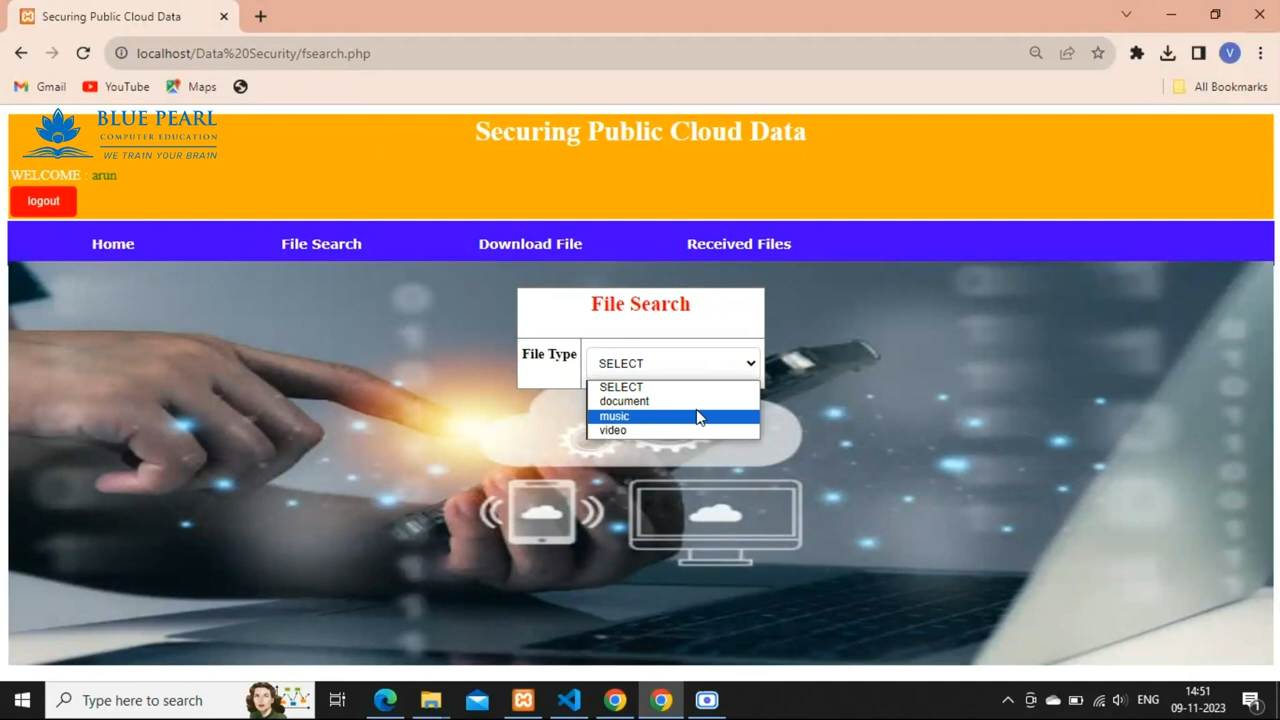 Securing Public Cloud Data
localhost/Data%20Security/fsearch.php
V
Gmail
YouTube
Maps
All Bookmarks
BLUE PEARL
COMPUTER EDUCATION
WE TRAIN YOUR BRAIN
Securing Public Cloud Data
WELCOME : arun
logout
Home
File Search
Download File
Received Files
File Search
File Type
SELECT
SELECT
document
music
video
Type here to search
ENG
14:51
09-11-2023
1